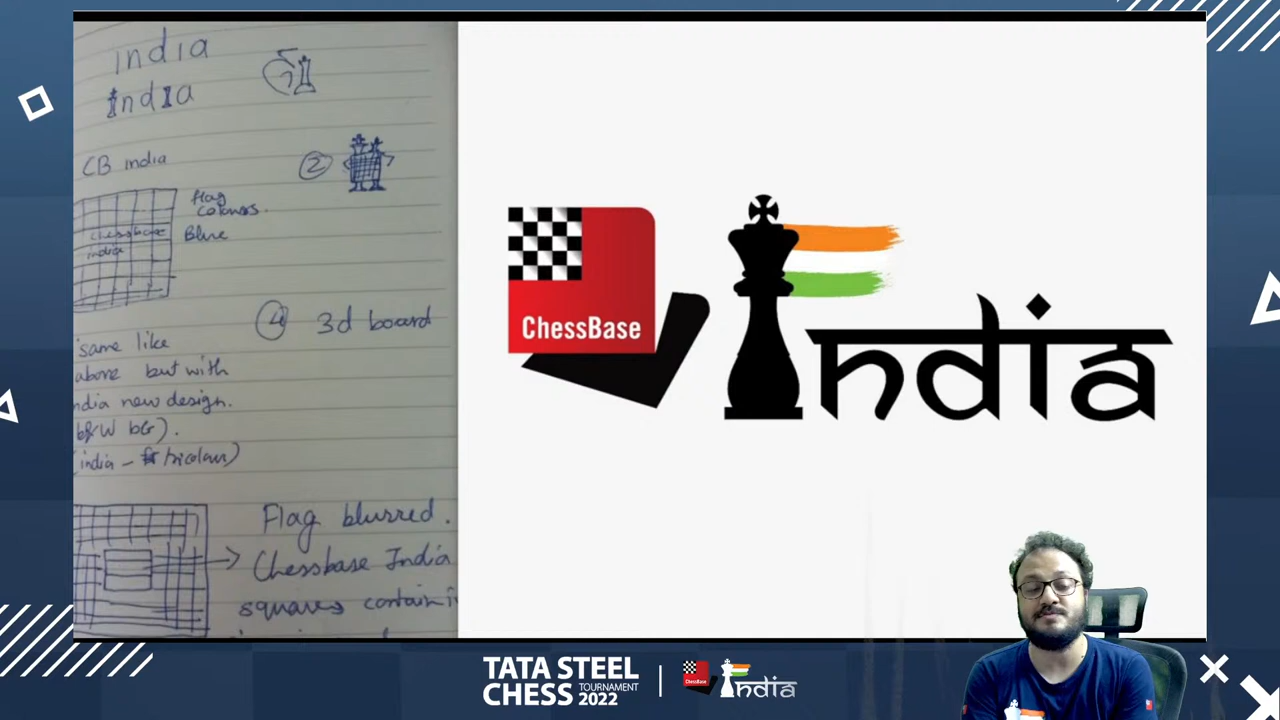 india
india
CB india
②
flag
colours.
Blue
chessbase
india
④ 3d board
same like
above but with
ndia new design.
b&W bG).
india - tricolour)
Flag blurred.
Chessbase India
squares contain
ChessBase
India
TATA STEEL
CHESS TOURNAMENT
2022
ChessBase
India